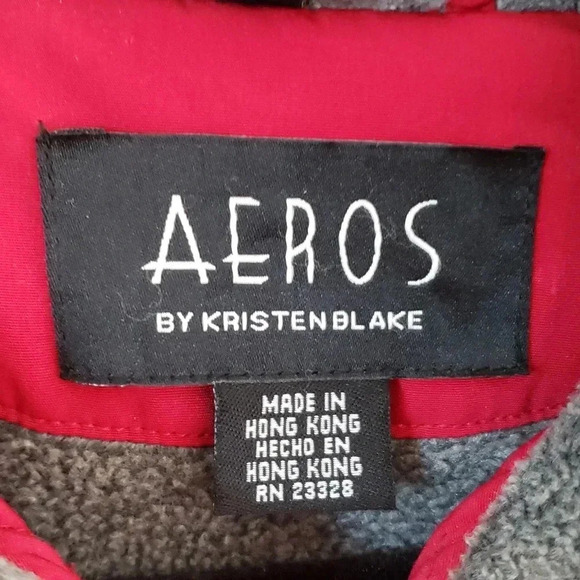 AEROS
BY KRISTEN BLAKE
MADE IN
HONG KONG
HECHO EN
HONG KONG
RN 23328